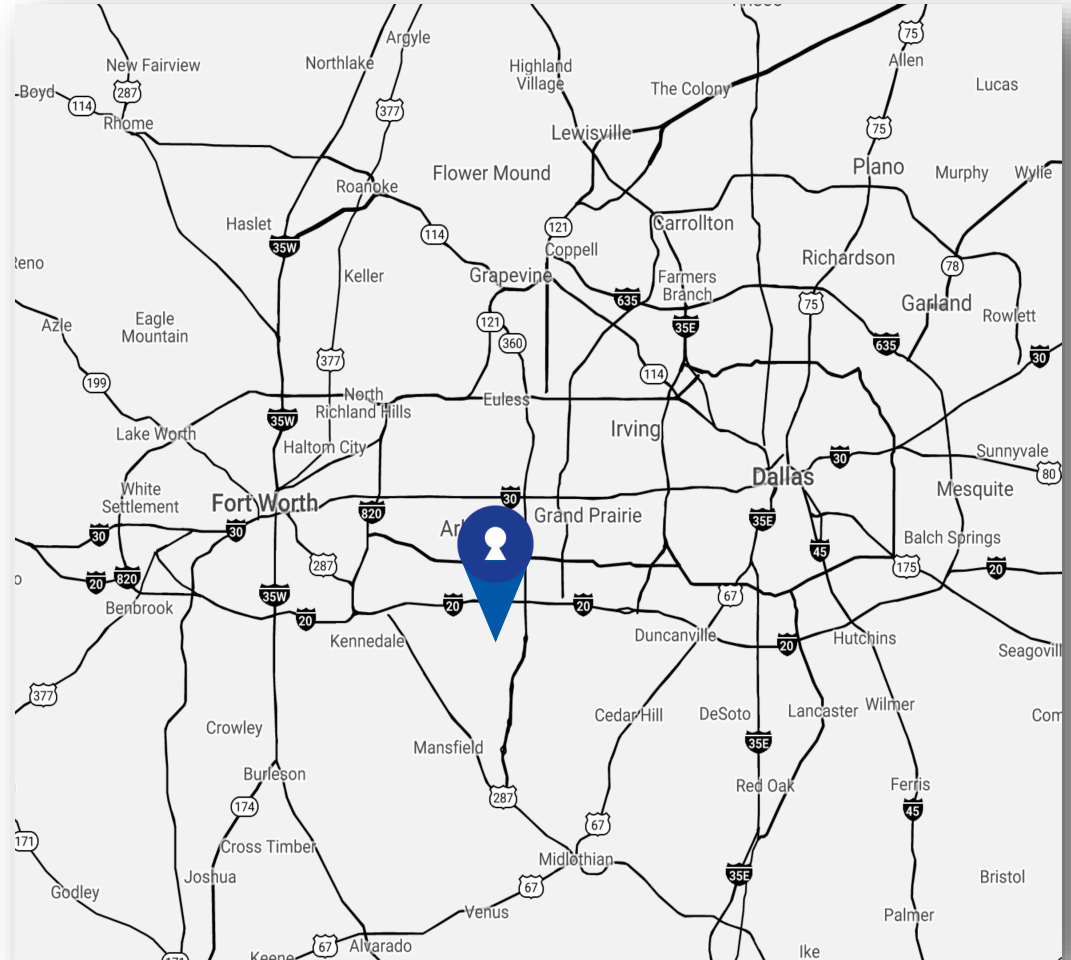 Argyle
75
New Fairview
Northlake
Highland
Village
Allen
Boyd
287
114
377
The Colony
Lucas
Rhome
Lewisville
75
Plano
Flower Mound
Murphy
Wylie
Roanoke
Haslet
35W
114
121
Carrollton
Coppell
Richardson
78
Keller
Grapevine
Farmers
Branch
635
75
Garland
Rowlett
Azle
Eagle
Mountain
121
360
35E
635
30
377
114
199
North
Richland Hills
Euless
35W
Lake Worth
Haltom City
Irving
30
Sunnyvale
80
Dallas
Mesquite
White
Settlement
Fort Worth
30
820
Grand Prairie
35E
30
30
45
Balch Springs
287
175
20
20
820
35W
Benbrook
20
20
20
67
Kennedale
Duncanville
20
Hutchins
377
Crowley
Cedar Hill
DeSoto
Lancaster
Wilmer
Mansfield
35E
Burleson
Red Oak
Ferris
287
174
67
45
171
Cross Timber
Midlothian
35E
Joshua
67
Bristol
Godley
Venus
Palmer
67
Alvarado
Ike